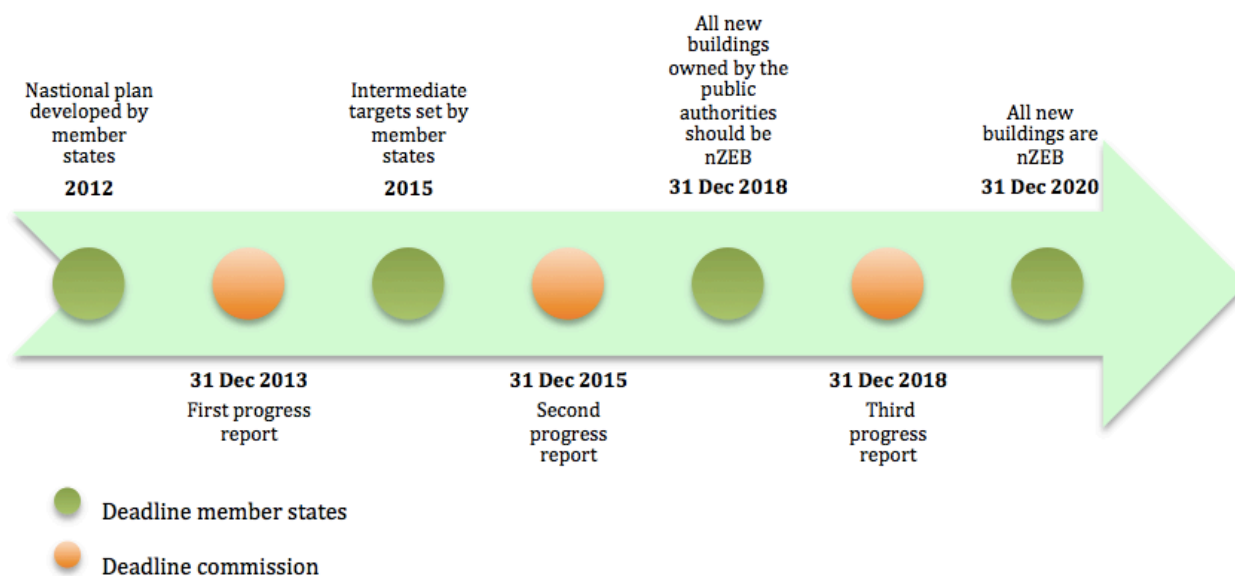 Nastional plan
developed by
member
states
2012
Intermediate
targets set by
member
states
2015
All new
buildings
owned by the
public
authorities
should be
nZEB
31 Dec 2018
All new
buildings are
nZEB
31 Dec 2020
31 Dec 2013
First progress
report
31 Dec 2015
Second
progress
report
31 Dec 2018
Third
progress
report
Deadline member states
Deadline commission